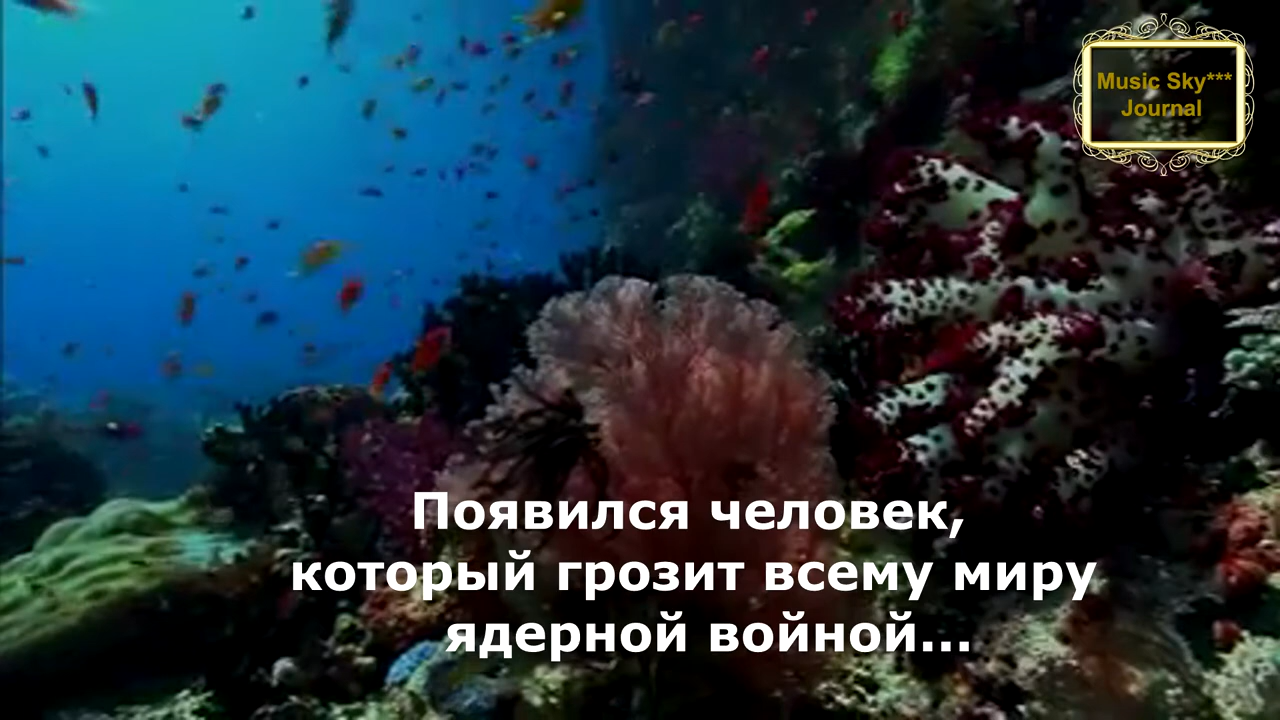 Music Sky***
Journal
Появился человек,
который грозит всему миру
ядерной войной...